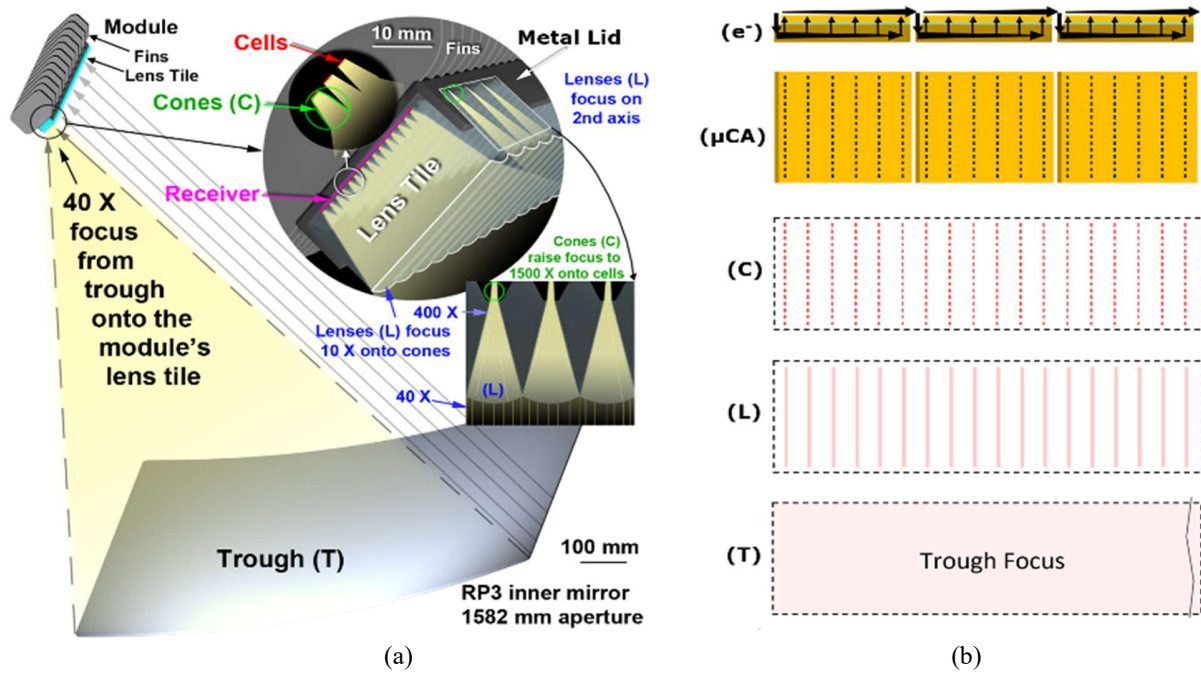 Module
Fins
Lens Tile
40 X
focus
from
trough
onto the
module's
lens tile
Cells
Cones (C)
Receiver
10 mm
Fins
Metal Lid
Lenses (L)
focus on
2nd axis
Lens Tile
Cones (C)
raise focus to
1500 X onto cells
400 X
Lenses (L) focus
10 X onto cones
(L)
40 X
Trough (T)
100 mm
RP3 inner mirror
1582 mm aperture
(a)
(e-)
(µCA)
(C)
(L)
(T)
Trough Focus
(b)